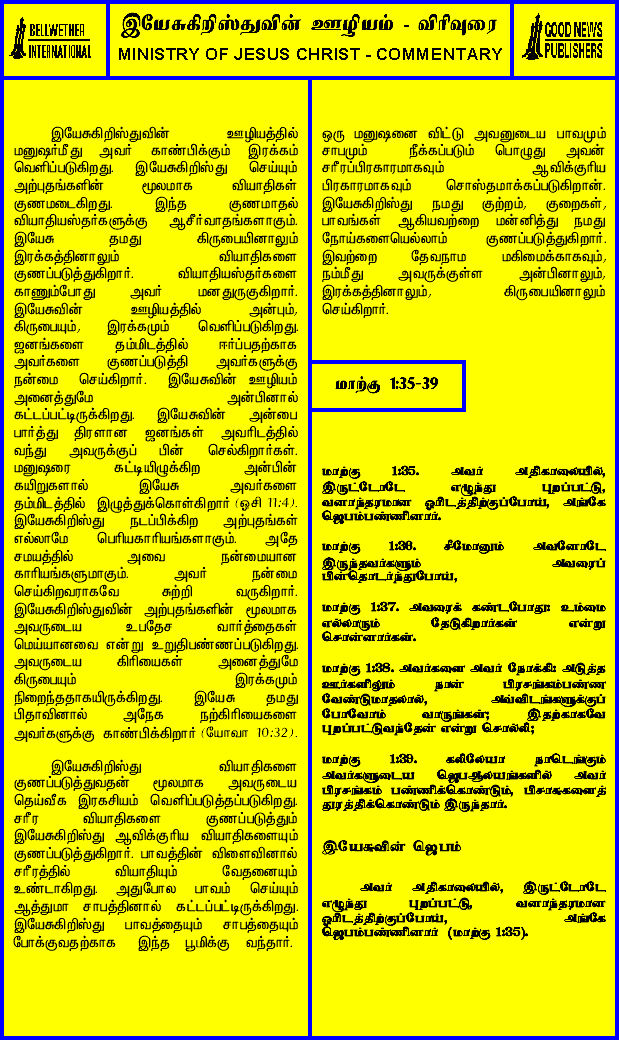 BELLWETHER
INTERNATIONAL
இயேசுகிறிஸ்துவின் ஊழியம் - விரிவுரை
MINISTRY OF JESUS CHRIST - COMMENTARY
GOOD NEWS
PUBLISHERS
இயேசுகிறிஸ்துவின் ஊழியத்தில்
மனுஷர்மீது அவர் காண்பிக்கும் இரக்கம்
வெளிப்படுகிறது. இயேசுகிறிஸ்து செய்யும்
அற்புதங்களின் மூலமாக வியாதிகள்
குணமடைகிறது. இந்த குணமாதல்
வியாதியஸ்தர்களுக்கு ஆசீர்வாதங்களாகும்.
இயேசு தமது கிருபையினாலும்
இரக்கத்தினாலும் வியாதிகளை
குணப்படுத்துகிறார். வியாதியஸ்தர்களை
காணும்போது அவர் மனதுருகுகிறார்.
இயேசுவின் ஊழியத்தில் அன்பும்,
கிருபையும், இரக்கமும் வெளிப்படுகிறது.
ஜனங்களை தம்மிடத்தில் ஈர்ப்பதற்காக
அவர்களை குணப்படுத்தி அவர்களுக்கு
நன்மை செய்கிறார். இயேசுவின் ஊழியம்
அனைத்துமே அன்பினால்
கட்டப்பட்டிருக்கிறது. இயேசுவின் அன்பை
பார்த்து திரளான ஜனங்கள் அவரிடத்தில்
வந்து அவருக்குப் பின் செல்கிறார்கள்.
மனுஷரை கட்டியிழுக்கிற அன்பின்
கயிறுகளால் இயேசு அவர்களை
தம்மிடத்தில் இழுத்துக்கொள்கிறார் (ஓசி 11:4).
இயேசுகிறிஸ்து நடப்பிக்கிற அற்புதங்கள்
எல்லாமே பெரியகாரியங்களாகும். அதே
சமயத்தில் அவை நன்மையான
காரியங்களுமாகும். அவர் நன்மை
செய்கிறவராகவே சுற்றி வருகிறார்.
இயேசுகிறிஸ்துவின் அற்புதங்களின் மூலமாக
அவருடைய உபதேச வார்த்தைகள்
மெய்யானவை என்று உறுதிபண்ணப்படுகிறது.
அவருடைய கிரியைகள் அனைத்துமே
கிருபையும் இரக்கமும்
நிறைந்ததாகயிருக்கிறது. இயேசு தமது
பிதாவினால் அநேக நற்கிரியைகளை
அவர்களுக்கு காண்பிக்கிறார் (யோவா 10:32).
இயேசுகிறிஸ்து வியாதிகளை
குணப்படுத்துவதன் மூலமாக அவருடைய
தெய்வீக இரகசியம் வெளிப்படுத்தப்படுகிறது.
சரீர வியாதிகளை குணப்படுத்தும்
இயேசுகிறிஸ்து ஆவிக்குரிய வியாதிகளையும்
குணப்படுத்துகிறார். பாவத்தின் விளைவினால்
சரீரத்தில் வியாதியும் வேதனையும்
உண்டாகிறது. அதுபோல பாவம் செய்யும்
ஆத்துமா சாபத்தினால் கட்டப்பட்டிருக்கிறது.
இயேசுகிறிஸ்து பாவத்தையும் சாபத்தையும்
போக்குவதற்காக இந்த பூமிக்கு வந்தார்.
ஒரு மனுஷனை விட்டு அவனுடைய பாவமும்
சாபமும் நீக்கப்படும் பொழுது அவன்
சரீரப்பிரகாரமாகவும் ஆவிக்குரிய
பிரகாரமாகவும் சொஸ்தமாக்கப்படுகிறான்.
இயேசுகிறிஸ்து நமது குற்றம், குறைகள்,
பாவங்கள் ஆகியவற்றை மன்னித்து நமது
நோய்களையெல்லாம் குணப்படுத்துகிறார்.
இவற்றை தேவநாம மகிமைக்காகவும்,
நம்மீது அவருக்குள்ள அன்பினாலும்,
இரக்கத்தினாலும், கிருபையினாலும்
செய்கிறார்.
மாற்கு 1:35-39
மாற்கு 1:35. அவர் அதிகாலையில்,
இருட்டோடே எழுந்து புறப்பட்டு,
வனாந்தரமான ஓரிடத்திற்குப்போய், அங்கே
ஜெபம்பண்ணினார்.
மாற்கு 1:36. சீமோனும் அவனோடே
இருந்தவர்களும் அவரைப்
பின்தொடர்ந்துபோய்,
மாற்கு 1:37. அவரைக் கண்டபோது: உம்மை
எல்லாரும் தேடுகிறார்கள் என்று
சொன்னார்கள்.
மாற்கு 1:38. அவர்களை அவர் நோக்கி: அடுத்த
ஊர்களிலும் நான் பிரசங்கம்பண்ண
வேண்டுமாதலால், அவ்விடங்களுக்குப்
போவோம் வாருங்கள்; இதற்காகவே
புறப்பட்டுவந்தேன் என்று சொல்லி;
மாற்கு 1:39. கலிலேயா நாடெங்கும்
அவர்களுடைய ஜெபஆலயங்களில் அவர்
பிரசங்கம் பண்ணிக்கொண்டும், பிசாசுகளைத்
துரத்திக்கொண்டும் இருந்தார்.
இயேசுவின் ஜெபம்
அவர் அதிகாலையில், இருட்டோடே
எழுந்து புறப்பட்டு, வனாந்தரமான
ஓரிடத்திற்குப்போய், அங்கே
ஜெபம்பண்ணினார் (மாற்கு 1:35).